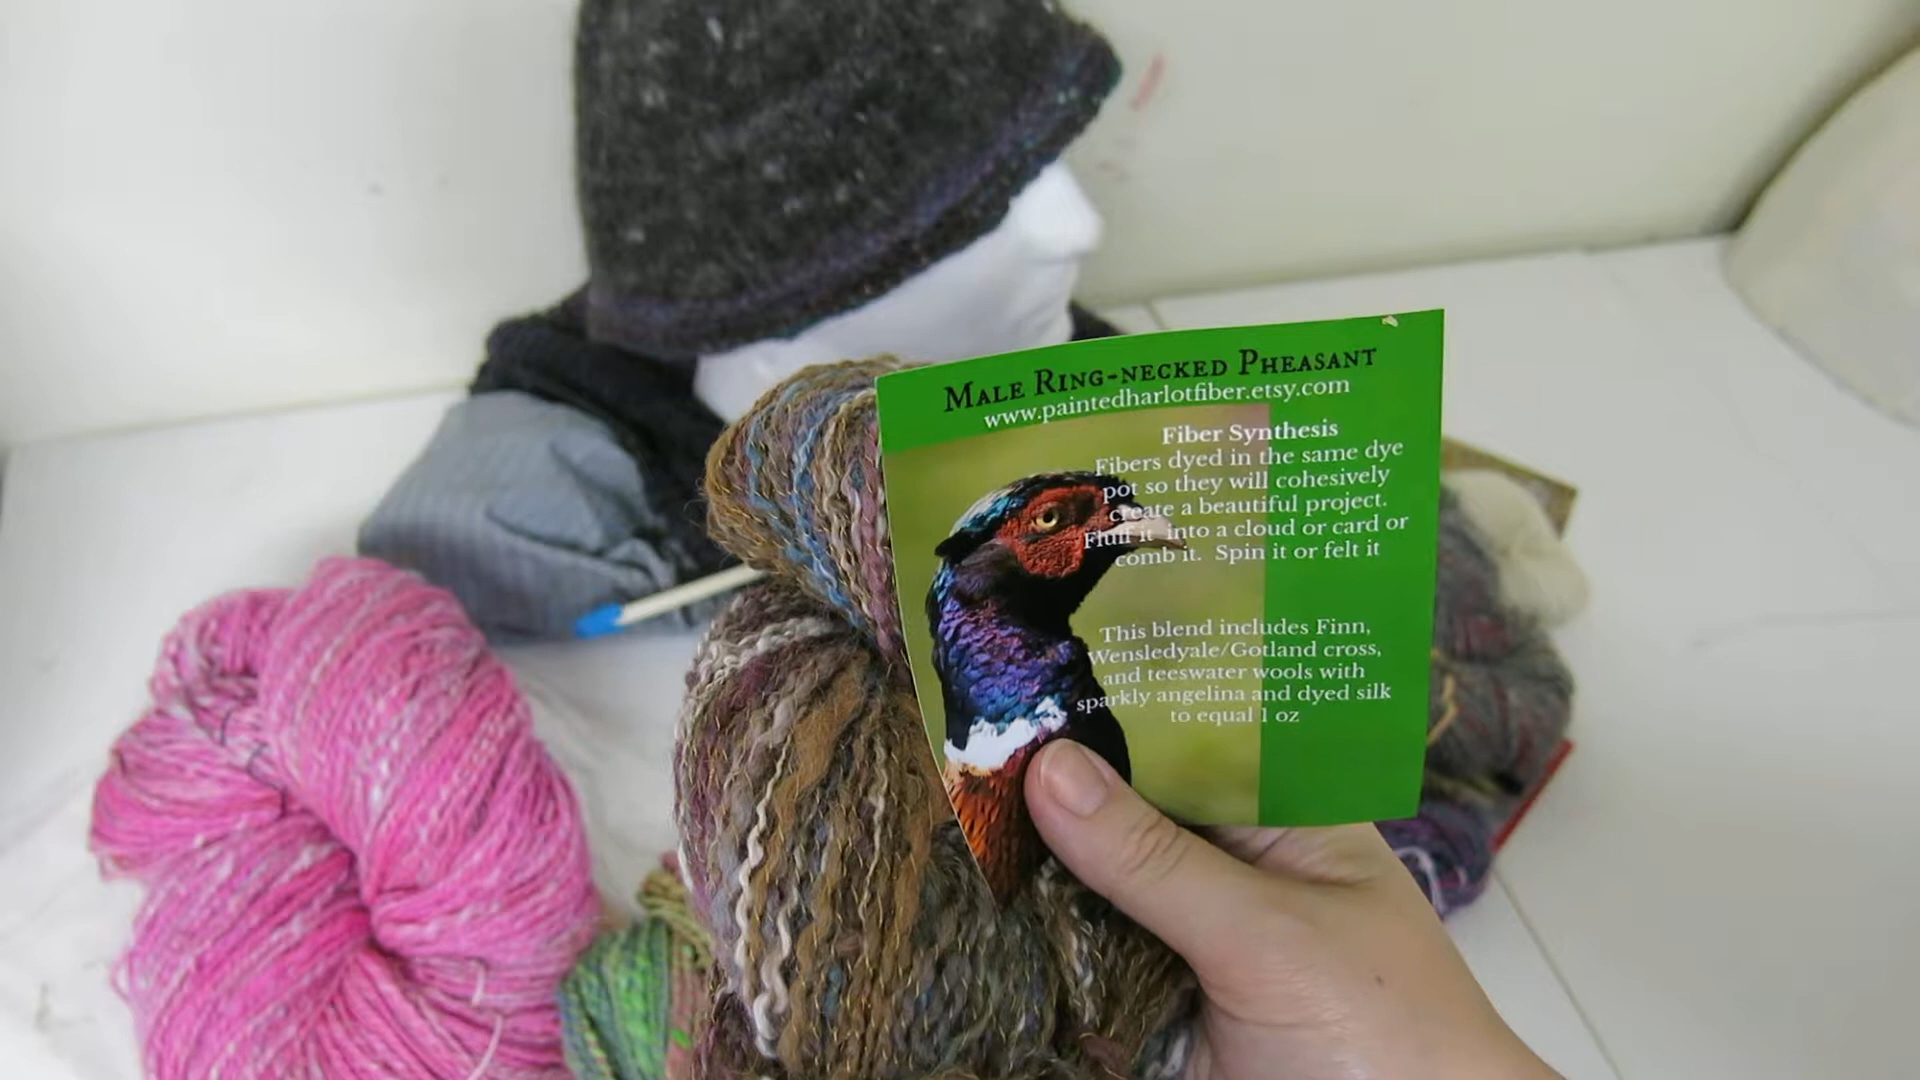 Male Ring-necked Pheasant
www.paintedharlotfiber.etsy.com
Fiber Synthesis
Fibers dyed in the same dye
pot so they will cohesively
create a beautiful project.
Fluff it into a cloud or card or
comb it. Spin it or felt it
This blend includes Finn,
Wensledyale/Gotland cross,
and teeswater wools with
sparkly angelina and dyed silk
to equal 1 oz